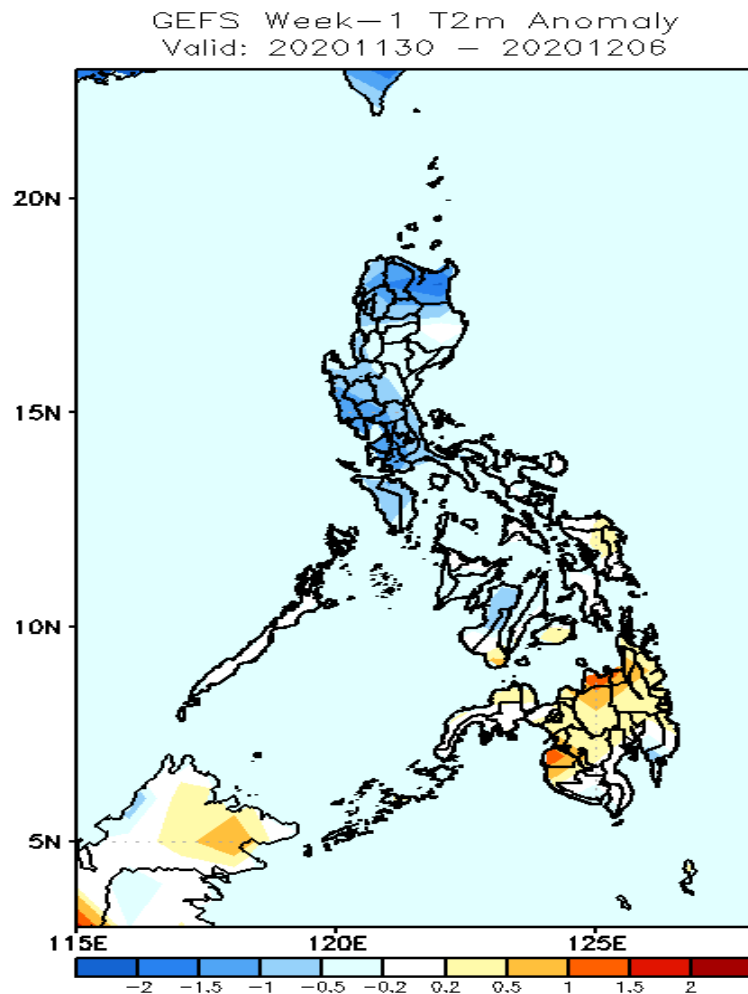 GEFS Week-1 T2m Anomaly
Valid: 20201130 - 20201206
20N
15N
10N
5N
115E 120E 125E
-2 -1.5 -1 -0.5 -0.2 0.2 0.5 1 1.5 2